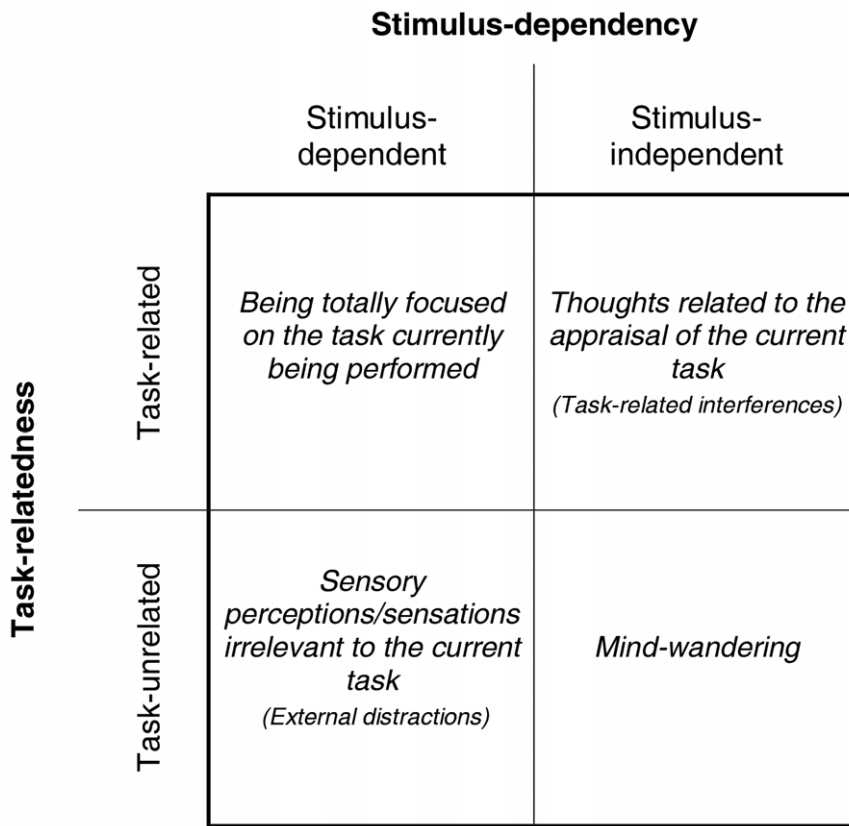 Stimulus-dependency
Stimulus-
dependent
Stimulus-
independent
Task-relatedness
Task-related
Being totally focused
on the task currently
being performed
Thoughts related to the
appraisal of the current
task
(Task-related interferences)
Task-unrelated
Sensory
perceptions/sensations
irrelevant to the current
task
(External distractions)
Mind-wandering